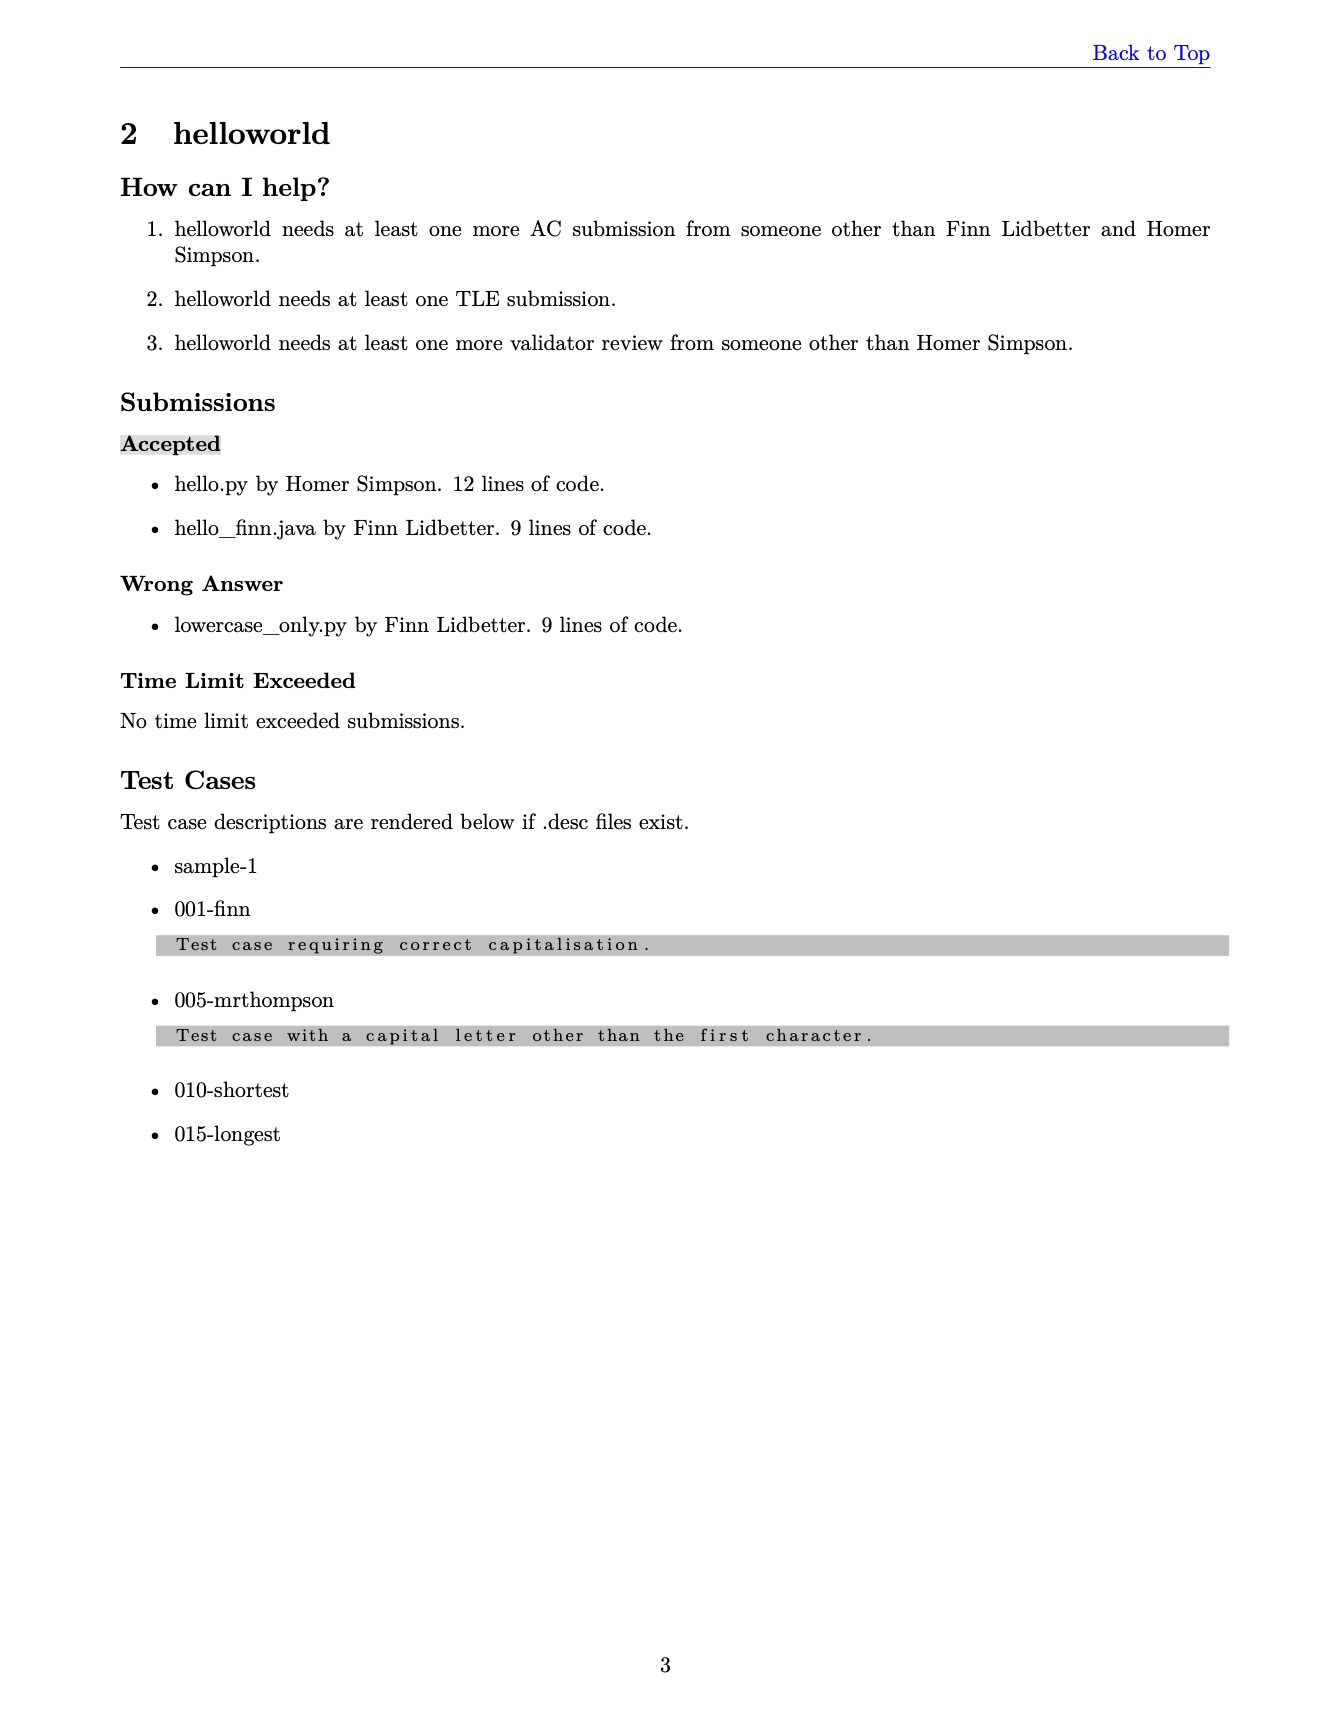 Back to Top
2 helloworld
How can I help?
1. helloworld needs at least one more AC submission from someone other than Finn Lidbetter and Homer
Simpson.
2. helloworld needs at least one TLE submission.
3. helloworld needs at least one more validator review from someone other than Homer Simpson.
Submissions
Accepted
• hello.py by Homer Simpson. 12 lines of code.
• hello_finn.java by Finn Lidbetter. 9 lines of code.
Wrong Answer
• lowercase_only.py by Finn Lidbetter. 9 lines of code.
Time Limit Exceeded
No time limit exceeded submissions.
Test Cases
Test case descriptions are rendered below if .desc files exist.
• sample-1
• 001-finn
Test case requiring correct capitalisation.
• 005-mrthompson
Test case with a capital letter other than the first character.
• 010-shortest
• 015-longest
3